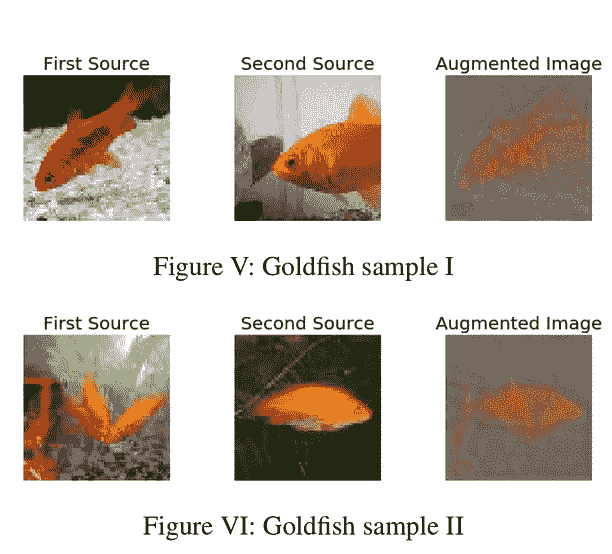 First Source Second Source Augmented Image
Figure V: Goldfish sample I
First Source Second Source Augmented Image
Figure VI: Goldfish sample II